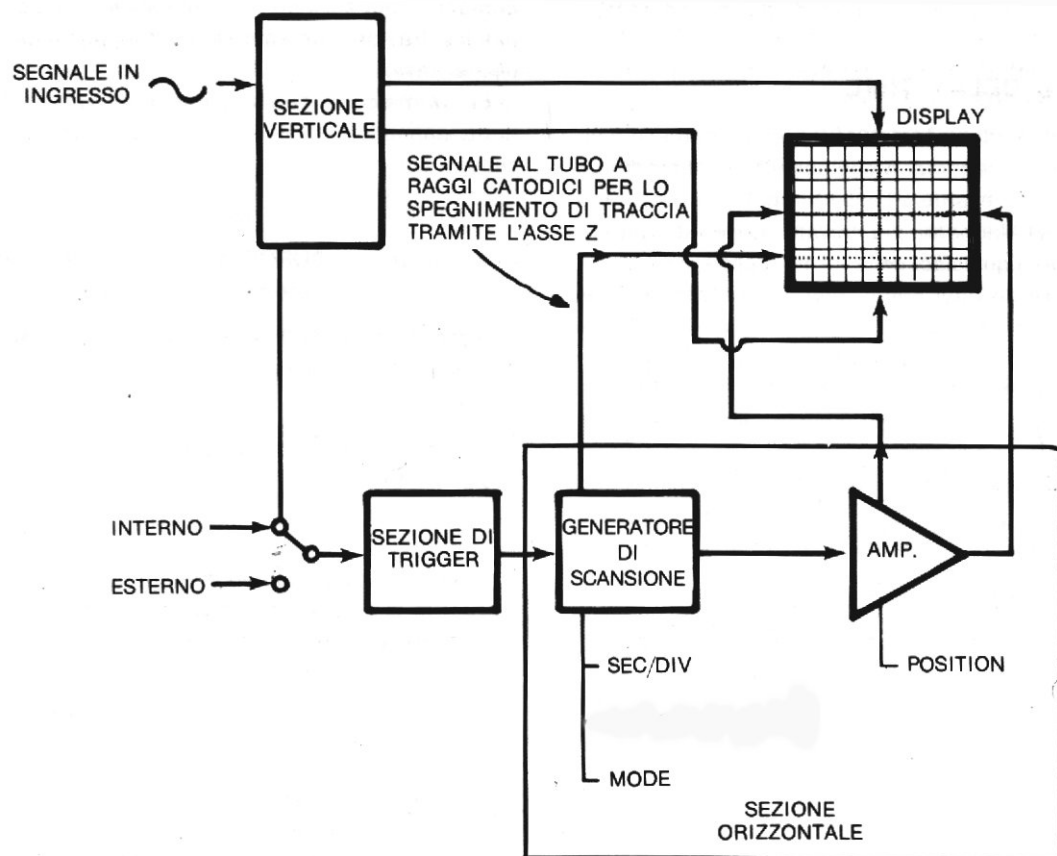 SEGNALE IN
INGRESSO
SEZIONE
VERTICALE
DISPLAY
SEGNALE AL TUBO A
RAGGI CATODICI PER LO
SPEGNIMENTO DI TRACCIA
TRAMITE L'ASSE Z
INTERNO
ESTERNO
SEZIONE DI
TRIGGER
GENERATORE
DI
SCANSIONE
AMP.
SEC/DIV
POSITION
MODE
SEZIONE
ORIZZONTALE